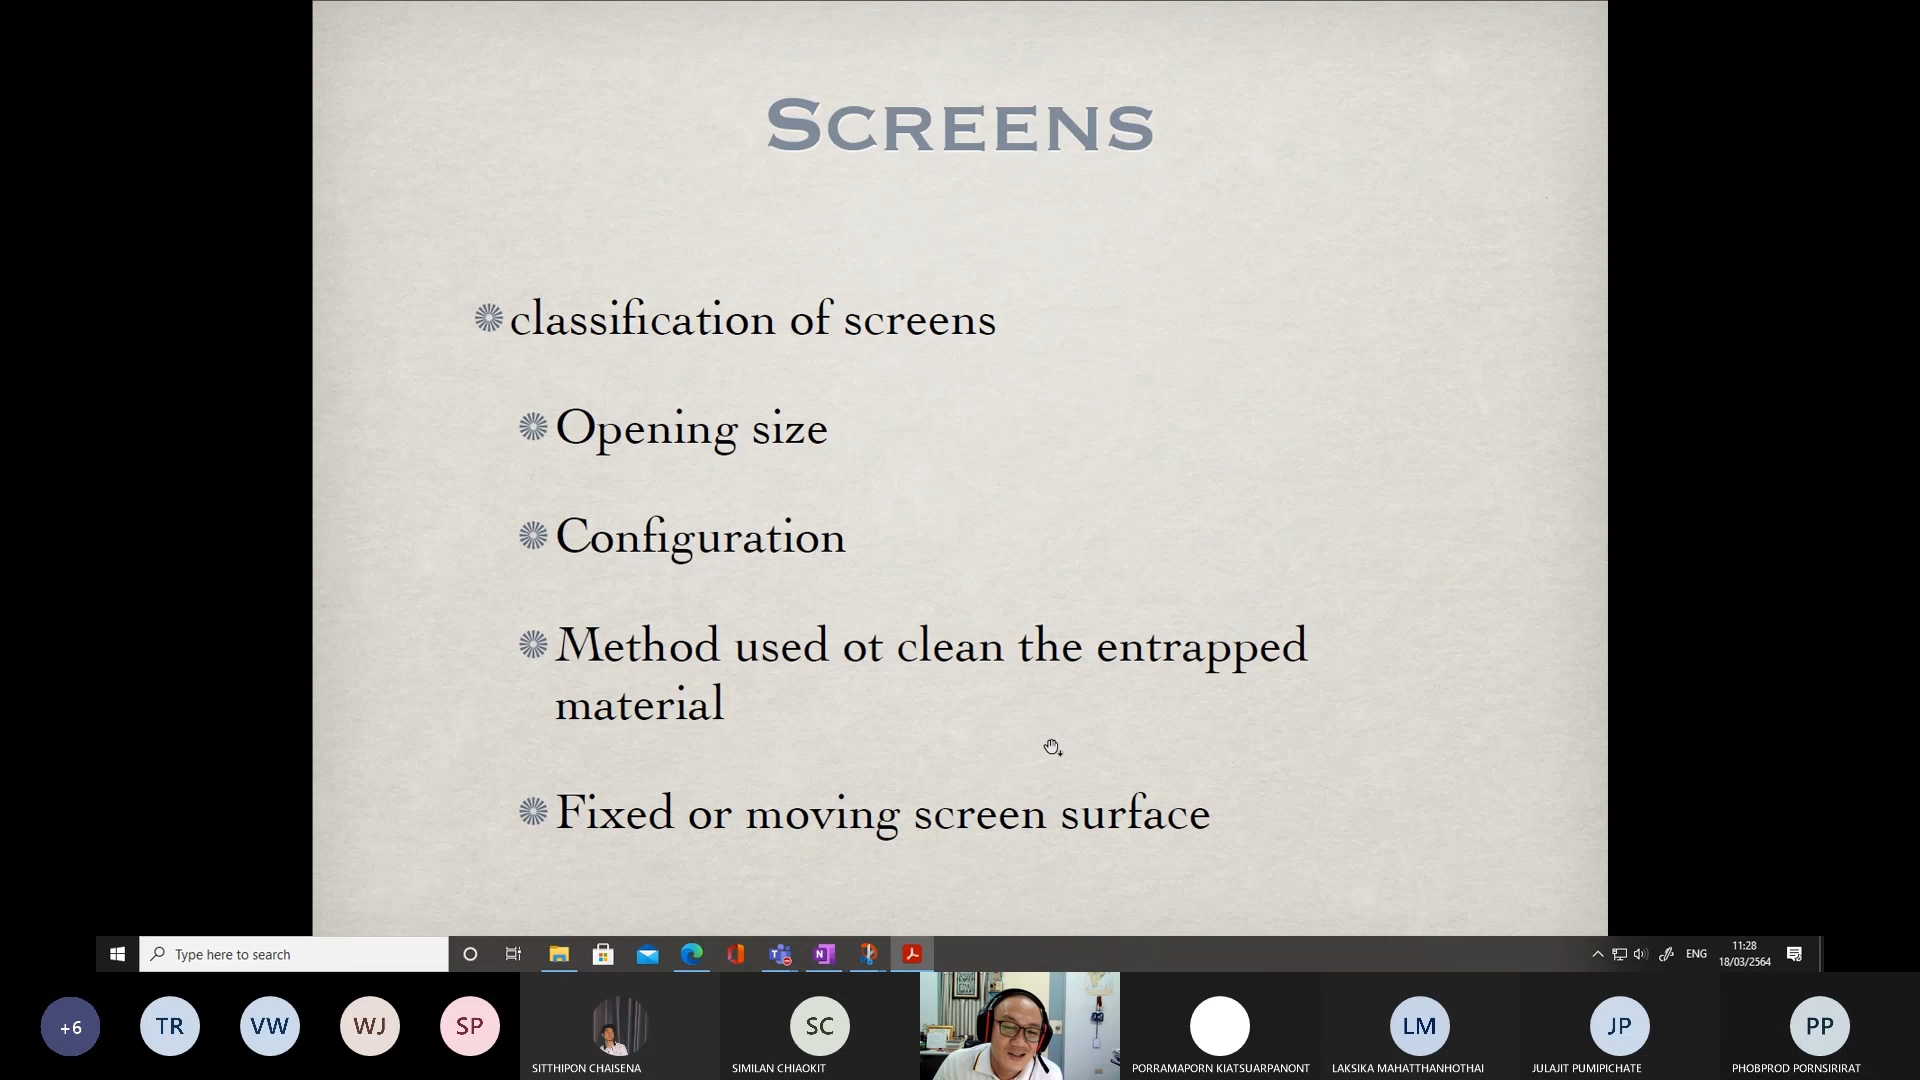 SCREENS
classification of screens
Opening size
Configuration
Method used ot clean the entrapped
material
Fixed or moving screen surface
Type here to search
ENG
11:28
18/03/2564
+6
TR
VW
WJ
SP
SC
LM
JP
PP
SITTHIPON CHAISENA
SIMILAN CHIAOKIT
PORRAMAPORN KIATSUARPANONT
LAKSIKA MAHATTHANHOTHAI
JULAJIT PUMIPICHATE
PHOBPROD PORNSIRIRAT